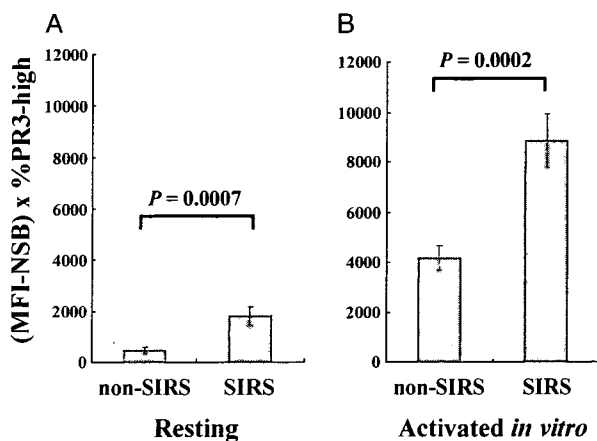 A
(MFI-NSB) x %PR3-high
12000
10000
8000
6000
4000
2000
0
P = 0.0007
non-SIRS
SIRS
Resting
B
12000
10000
8000
6000
4000
2000
0
P = 0.0002
non-SIRS
SIRS
Activated in vitro